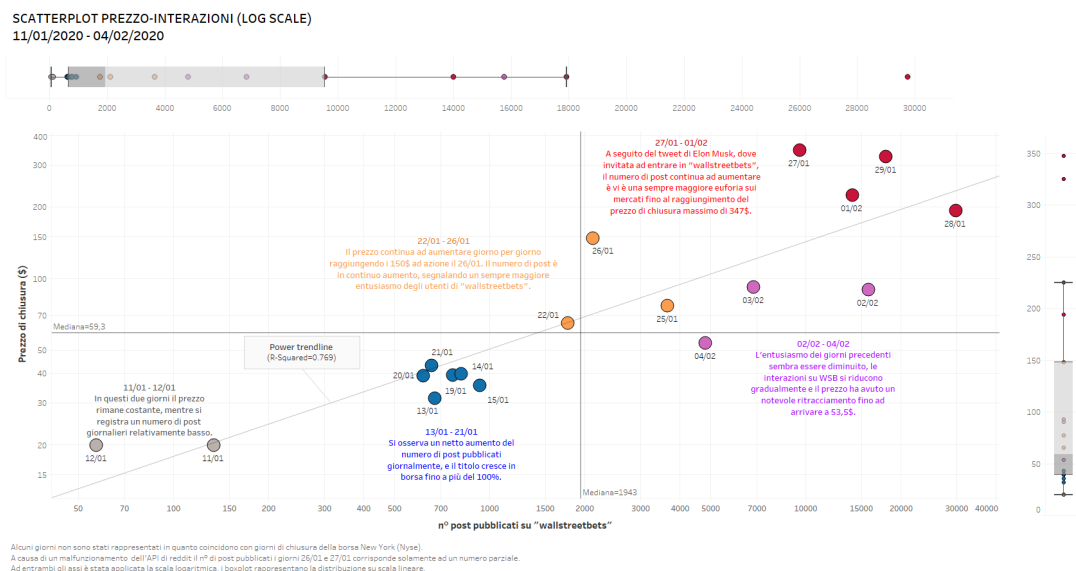 SCATTERPLOT PREZZO-INTERAZIONI (LOG SCALE)
11/01/2020 - 04/02/2020
0 2000 4000 6000 8000 10000 12000 14000 16000 18000 20000 22000 24000 26000 28000 30000
400
300
200
150
100
70
50
40
30
20
15
Prezzo di chiusura ($)
27/01 - 01/02
A seguito del tweet di Elon Musk, dove
invitata ad entrare in "wallstreetbets",
il numero di post continua ad aumentare
è vi è una sempre maggiore euforia sui
mercati fino al raggiungimento del
prezzo di chiusura massimo di 347$.
27/01
29/01
01/02
28/01
22/01 - 26/01
Il prezzo continua ad aumentare giorno per giorno
raggiungendo i 150$ ad azione il 26/01. Il numero di post è
in continuo aumento, segnalando un sempre maggiore
entusiasmo degli utenti di "wallstreetbets".
26/01
22/01
25/01
03/02
02/02
04/02
Mediana=59,3
Power trendline
(R-Squared=0.769)
02/02 - 04/02
L'entusiasmo dei giorni precedenti
sembra essere diminuito, le
interazioni su WSB si riducono
gradualmente e il prezzo ha avuto un
notevole ritracciamento fino ad
arrivare a 53,5$.
21/01
20/01
14/01
19/01
15/01
13/01
11/01 - 12/01
In questi due giorni il prezzo
rimane costante, mentre si
registra un numero di post
giornalieri relativamente basso.
12/01
11/01
13/01 - 21/01
Si osserva un netto aumento del
numero di post pubblicati
giornalmente, e il titolo cresce in
borsa fino a più del 100%.
Mediana=1943
50 70 100 150 200 300 400 500 700 1000 1500 2000 3000 4000 5000 7000 10000 15000 20000 30000 40000
nº post pubblicati su "wallstreetbets"
350
300
250
200
150
100
50
0
Alcuni giorni non sono stati rappresentati in quanto coincidono con giorni di chiusura della borsa New York (Nyse).
A causa di un malfunzionamento dell'API di reddit il nº di post pubblicati i giorni 26/01 e 27/01 corrisponde solamente ad un numero parziale.
Ad entrambi gli assi è stata applicata la scala logaritmica, i boxplot rappresentano la distribuzione su scala lineare.